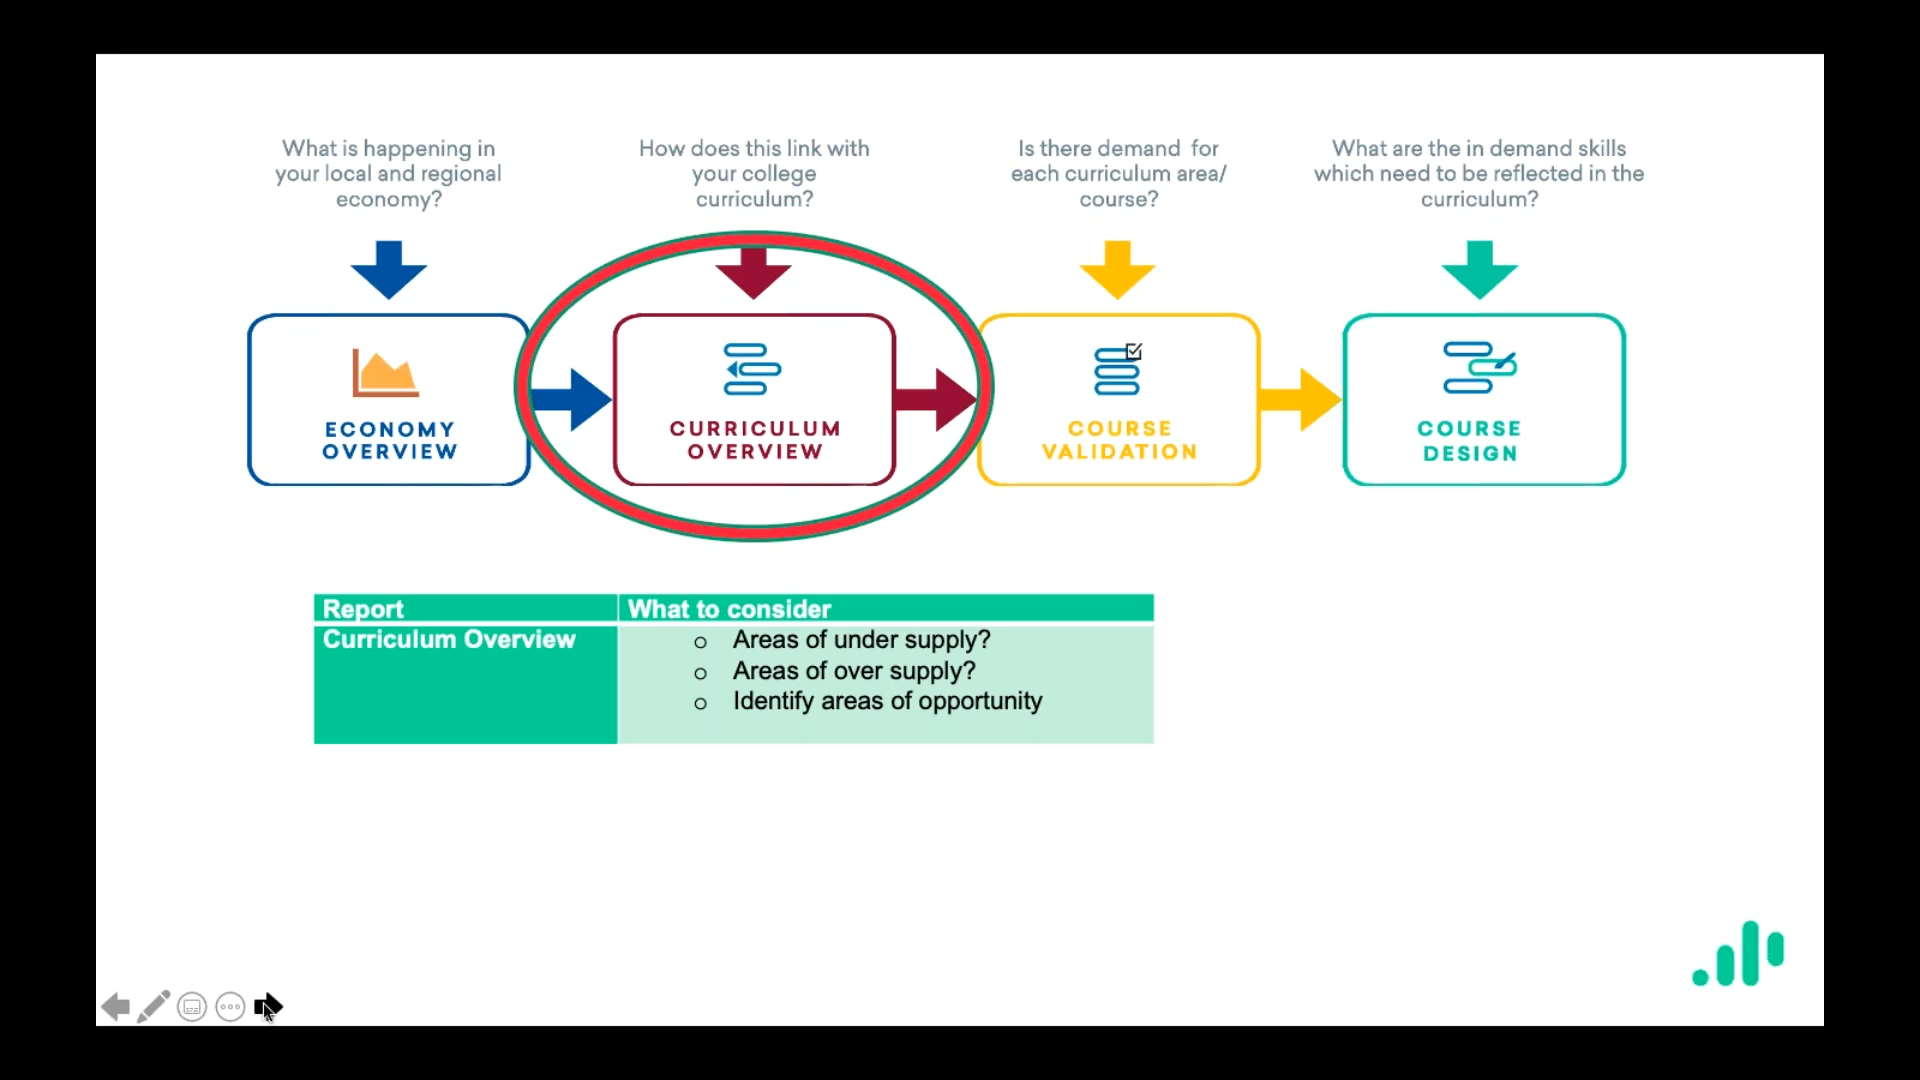 What is happening in
your local and regional
economy?
How does this link with
your college
curriculum?
Is there demand for
each curriculum area/
course?
What are the in demand skills
which need to be reflected in the
curriculum?
ECONOMY
OVERVIEW
CURRICULUM
OVERVIEW
COURSE
VALIDATION
COURSE
DESIGN
Report
What to consider
Curriculum Overview
o Areas of under supply?
o Areas of over supply?
o Identify areas of opportunity